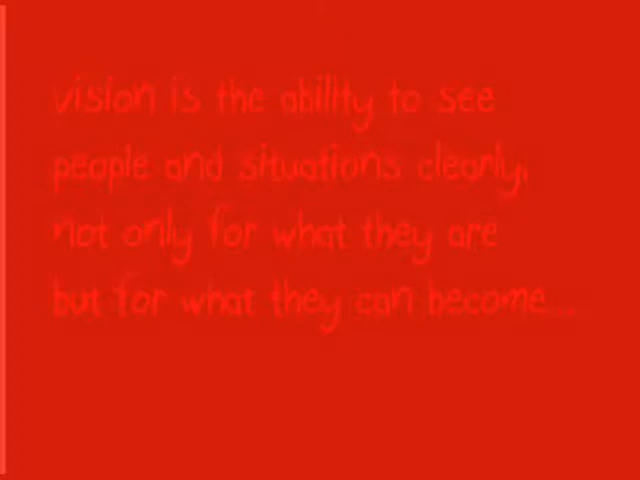 vision is the ability to see
people and situations clearly,
not only for what they are
but for what they can become....